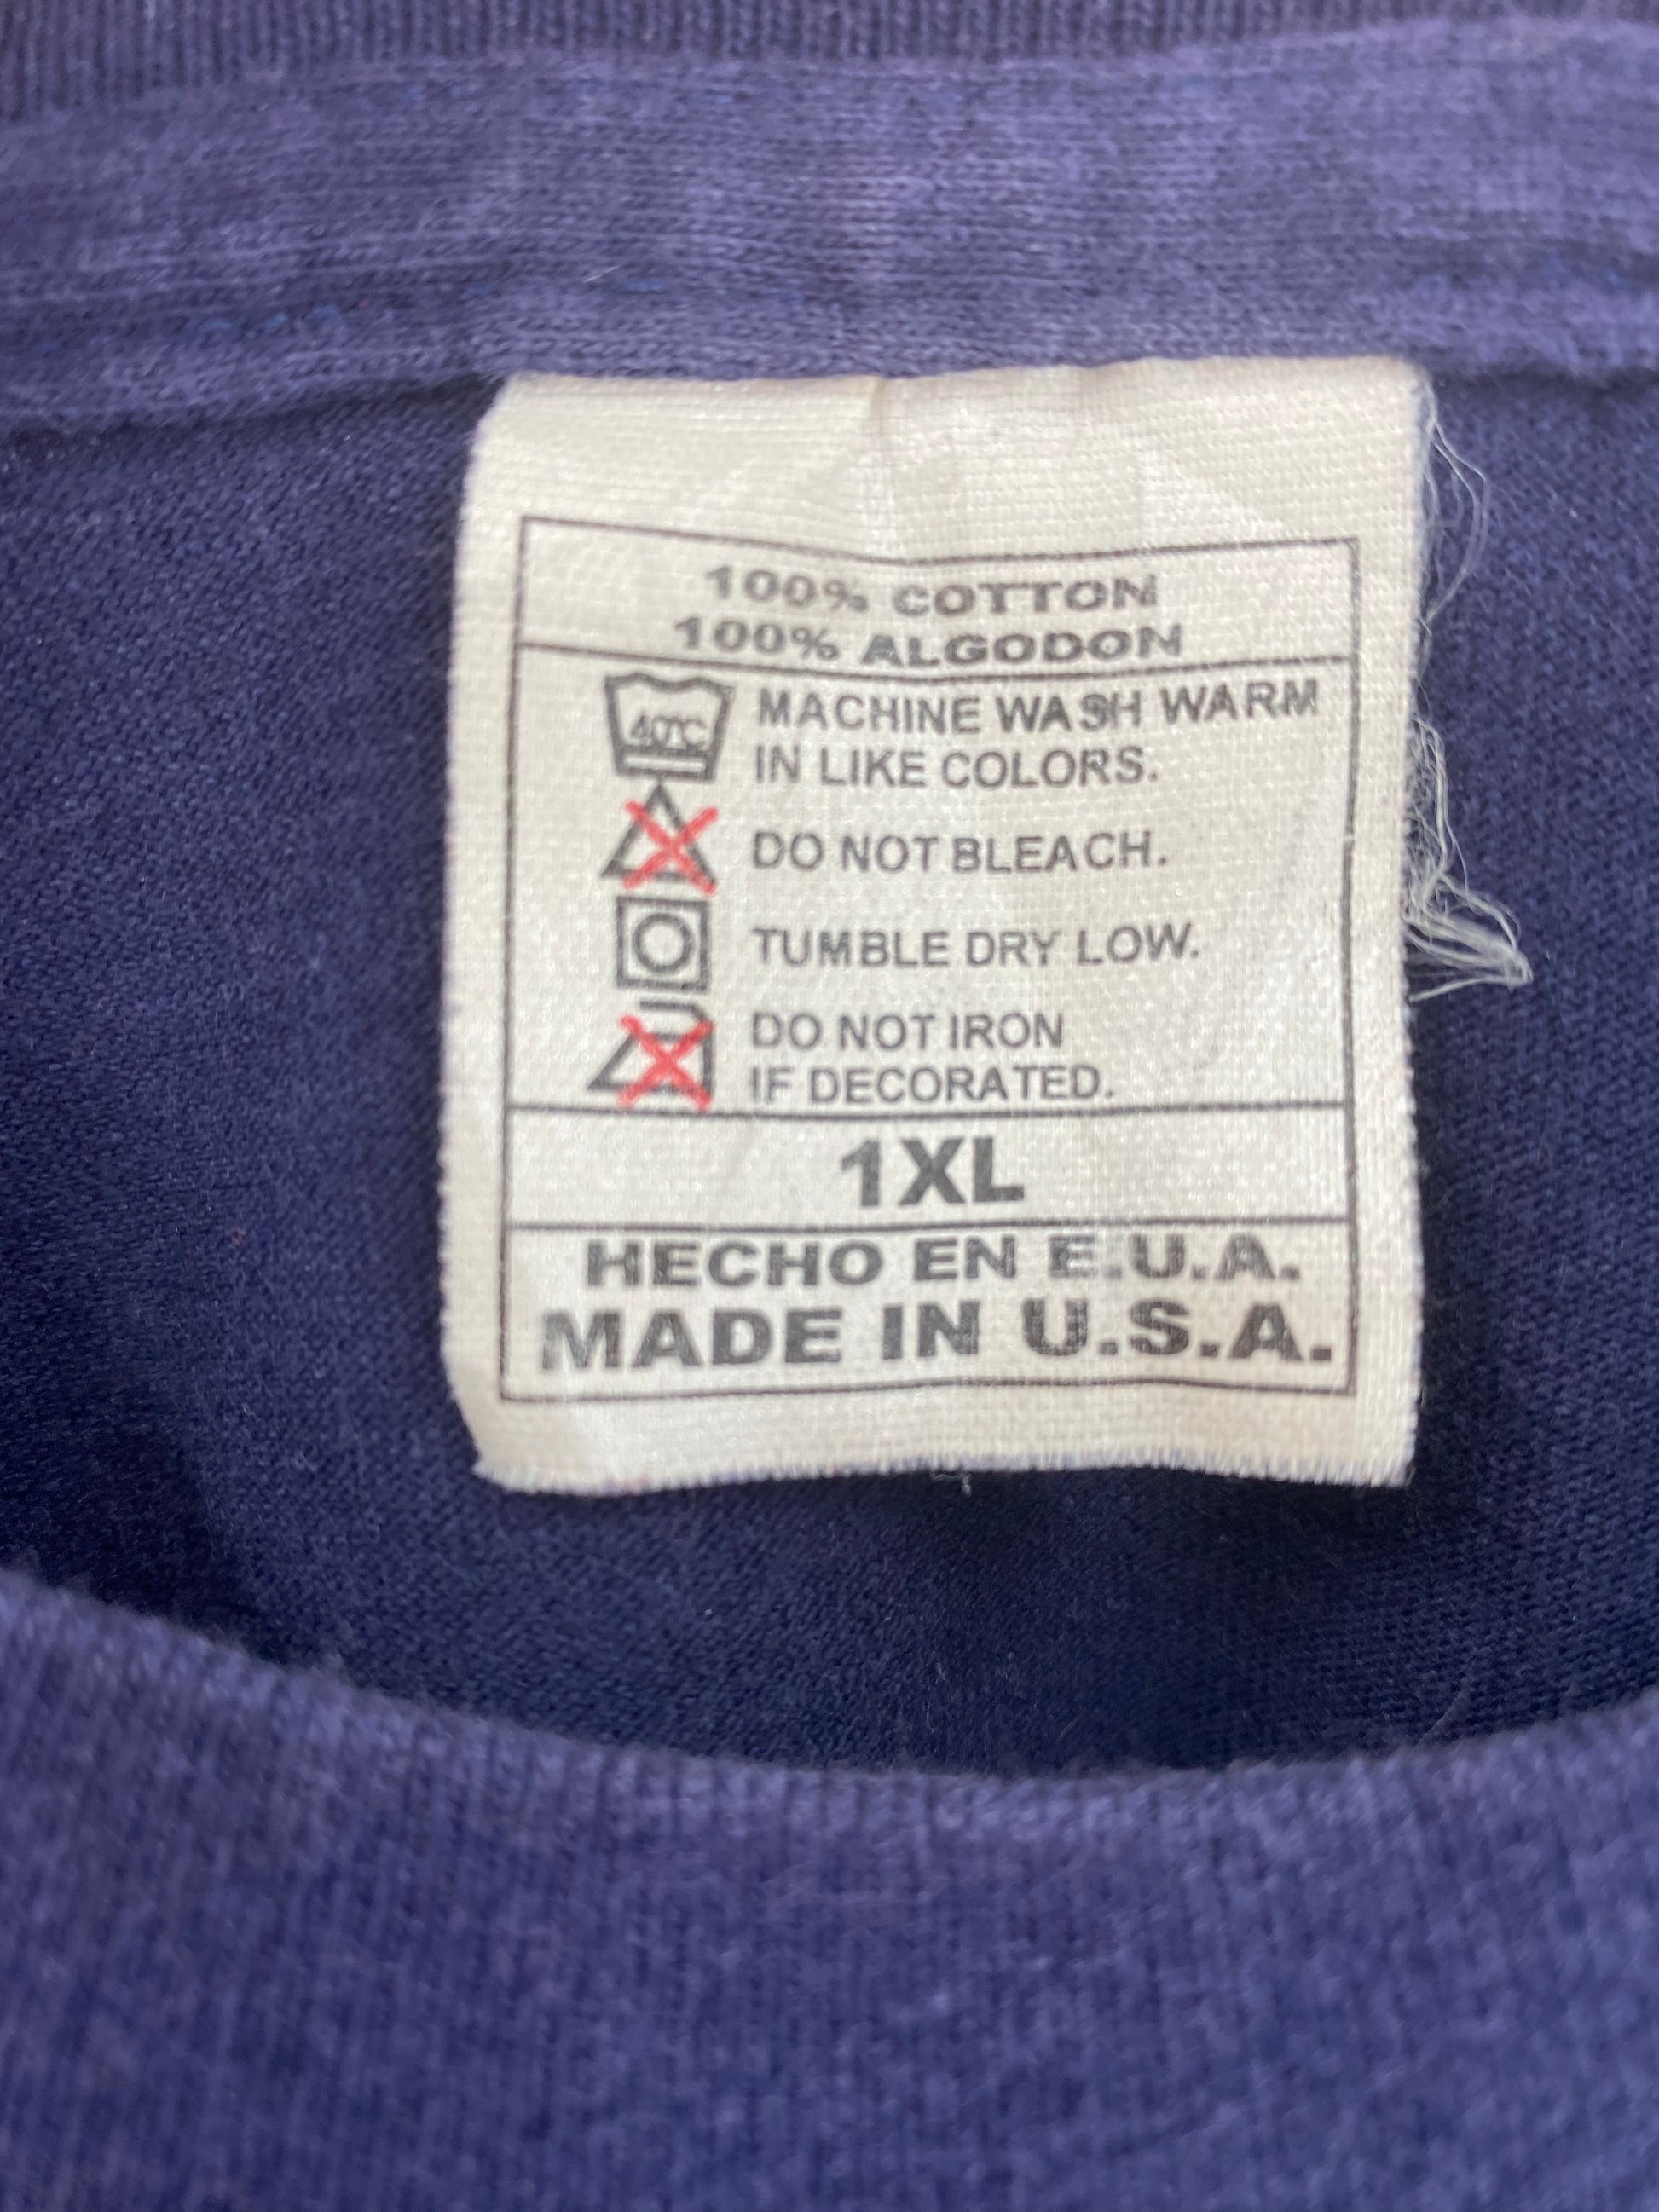 100% COTTON
100% ALGODON
40°C
MACHINE WASH WARM
IN LIKE COLORS.
DO NOT BLEACH.
TUMBLE DRY LOW.
DO NOT IRON
IF DECORATED.
1XL
HECHO EN E.U.A.
MADE IN U.S.A.